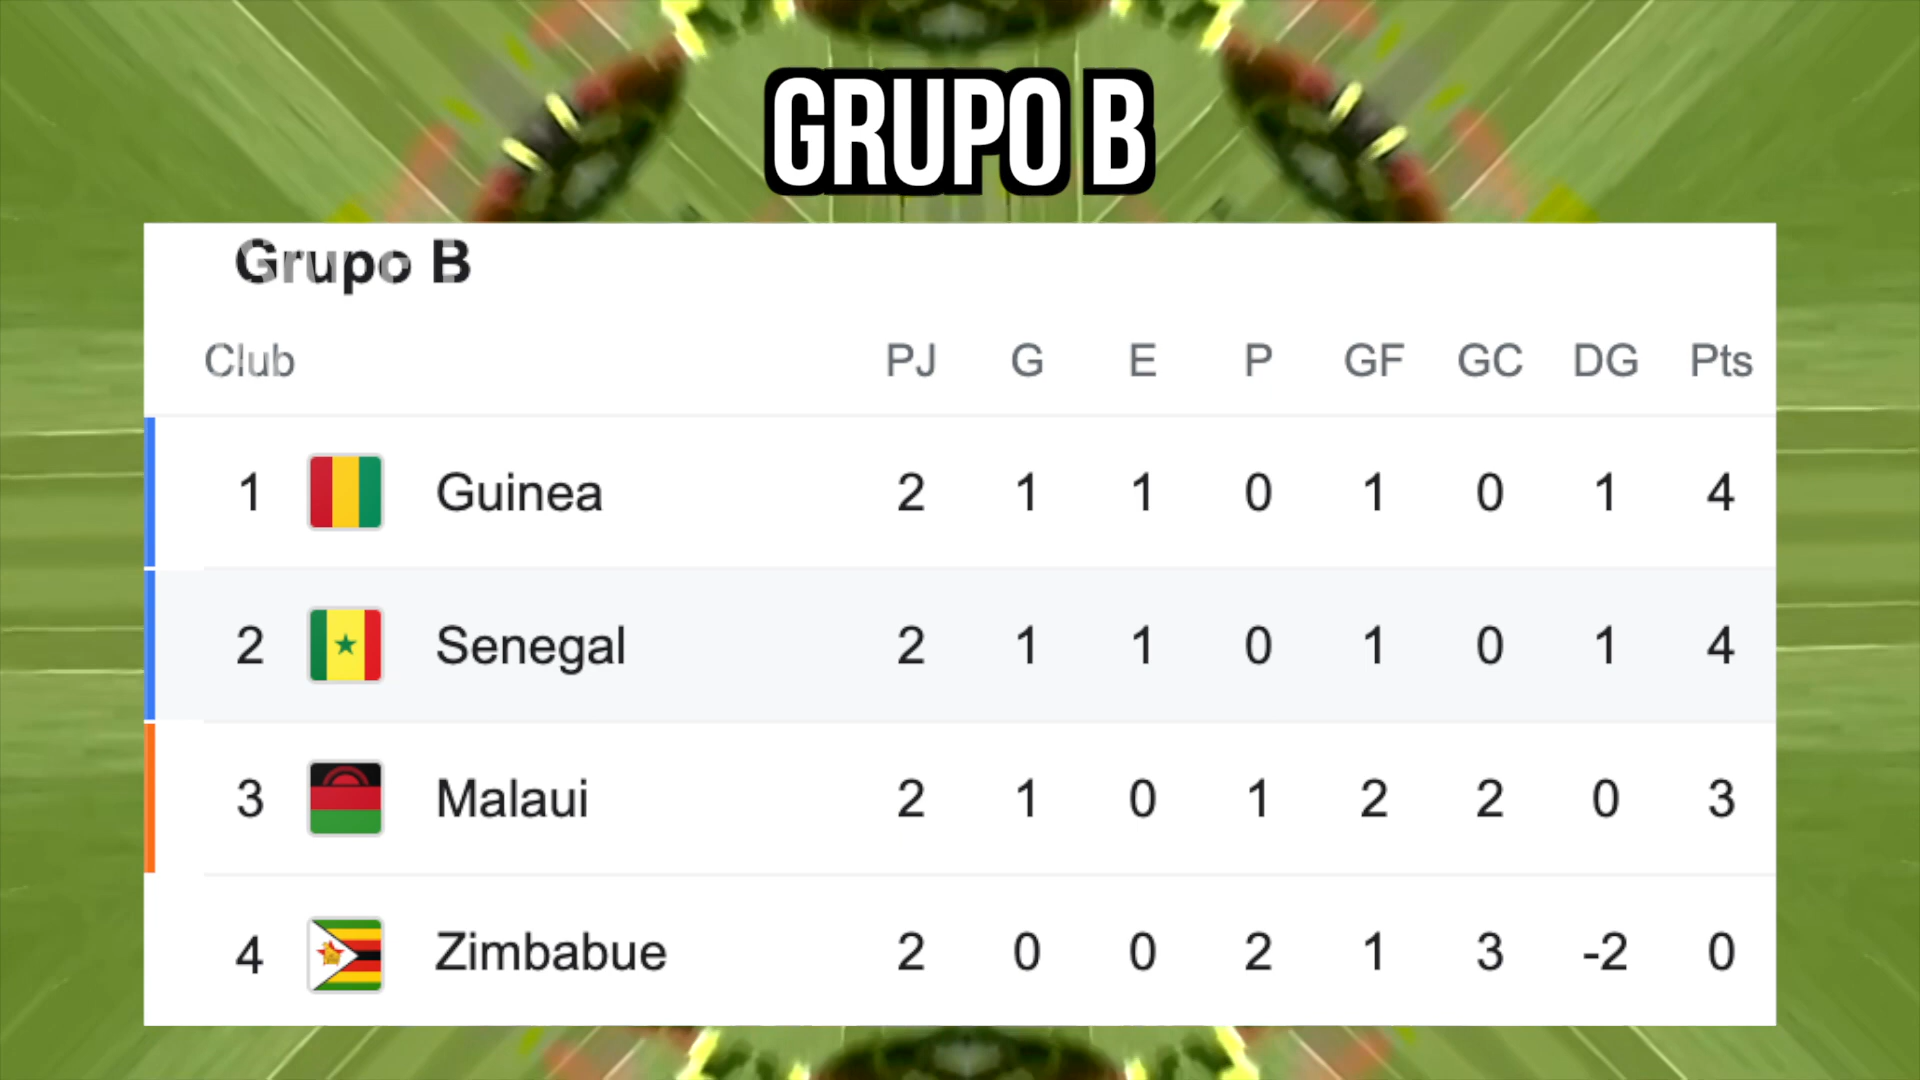 GRUPO B
Grupo B
Club PJ G E P GF GC DG Pts
1 Guinea 2 1 1 0 1 0 1 4
2 Senegal 2 1 1 0 1 0 1 4
3 Malaui 2 1 0 1 2 2 0 3
4 Zimbabue 2 0 0 2 1 3 -2 0